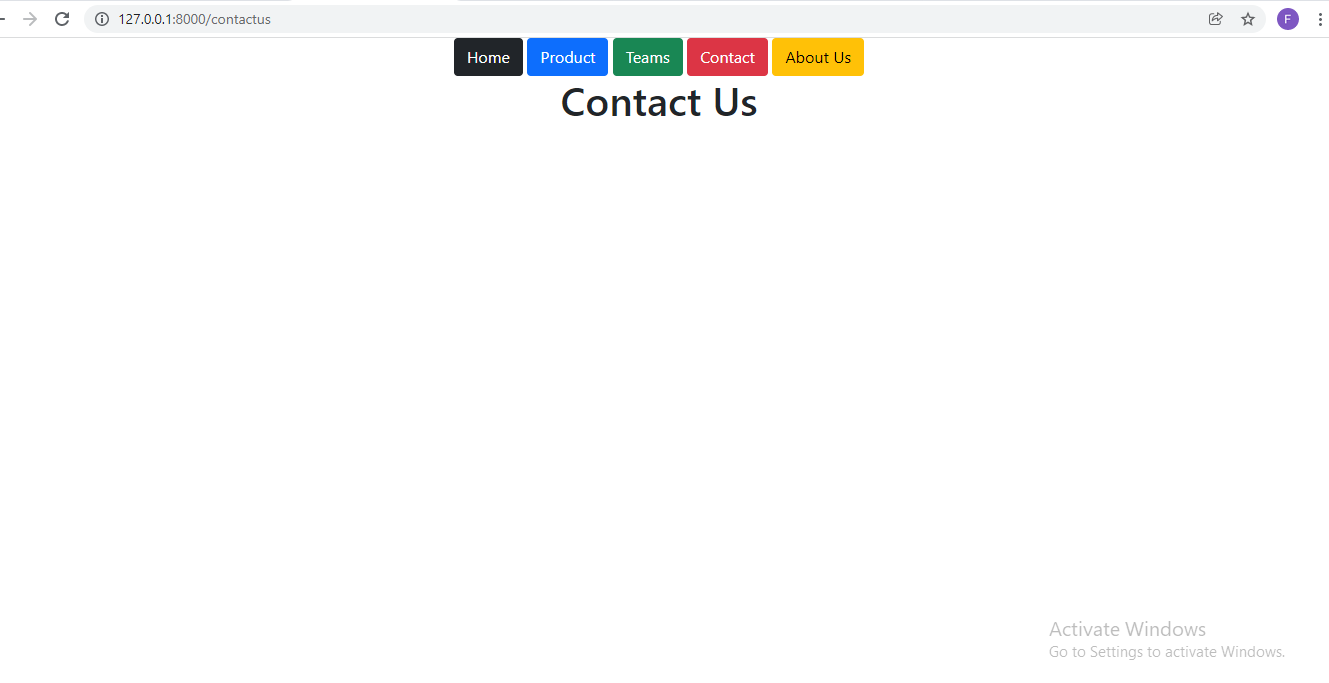 127.0.0.1:8000/contactus
F
Home Product Teams Contact About Us
Contact Us
Activate Windows
Go to Settings to activate Windows.